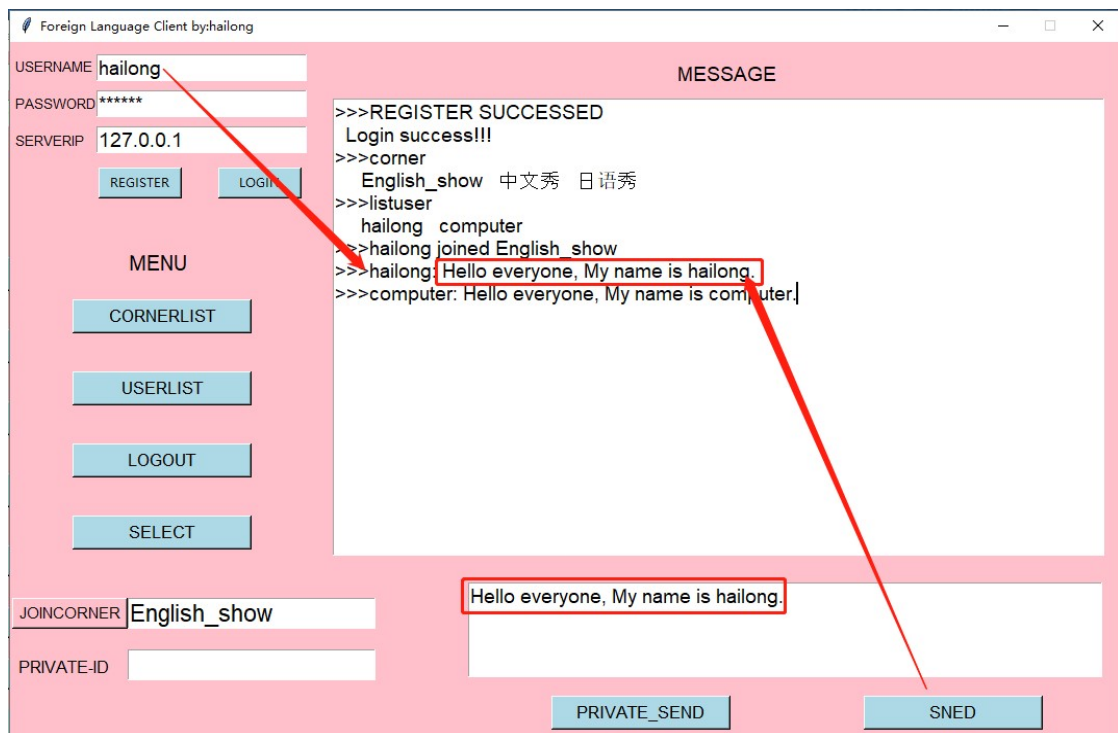 Foreign Language Client by:hailong
USERNAME hailong
PASSWORD ******
SERVERIP 127.0.0.1
REGISTER LOGIN
MENU
CORNERLIST
USERLIST
LOGOUT
SELECT
JOINCORNER English_show
PRIVATE-ID
MESSAGE
>>>REGISTER SUCCESSED
Login success!!!
>>>corner
English_show 中文秀 日语秀
>>>listuser
hailong computer
>>>hailong joined English_show
>>>hailong: Hello everyone, My name is hailong.
>>>computer: Hello everyone, My name is computer.
Hello everyone, My name is hailong.
PRIVATE_SEND SNED